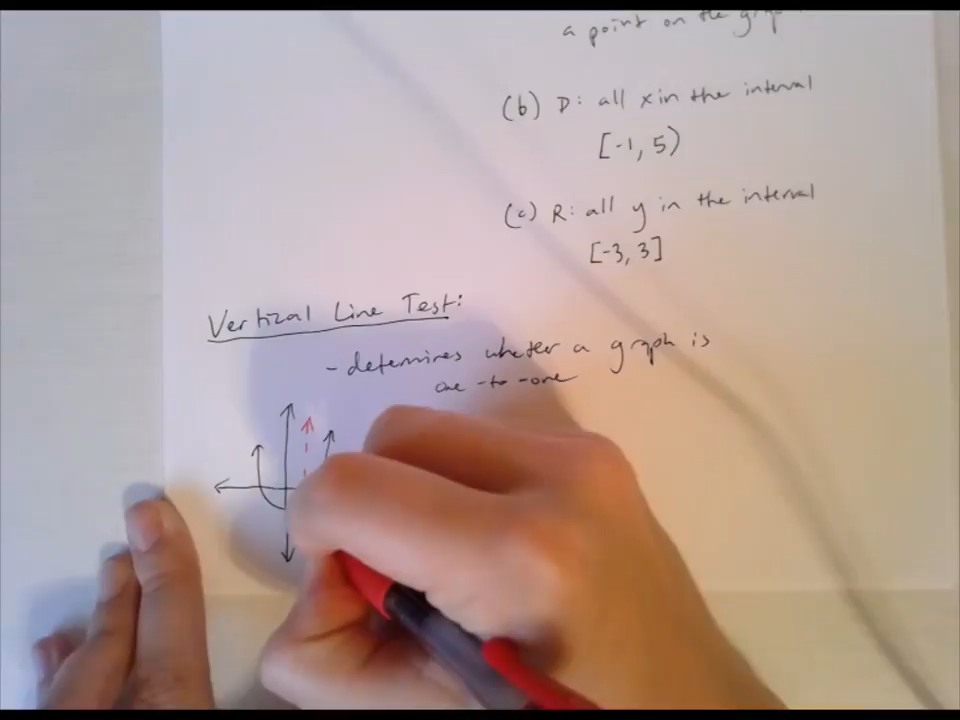 a point on the graph
(b) D: all x in the interval
[-1, 5)
(c) R: all y in the interval
[-3, 3]
Vertical Line Test:
- determines whether a graph is
one-to-one